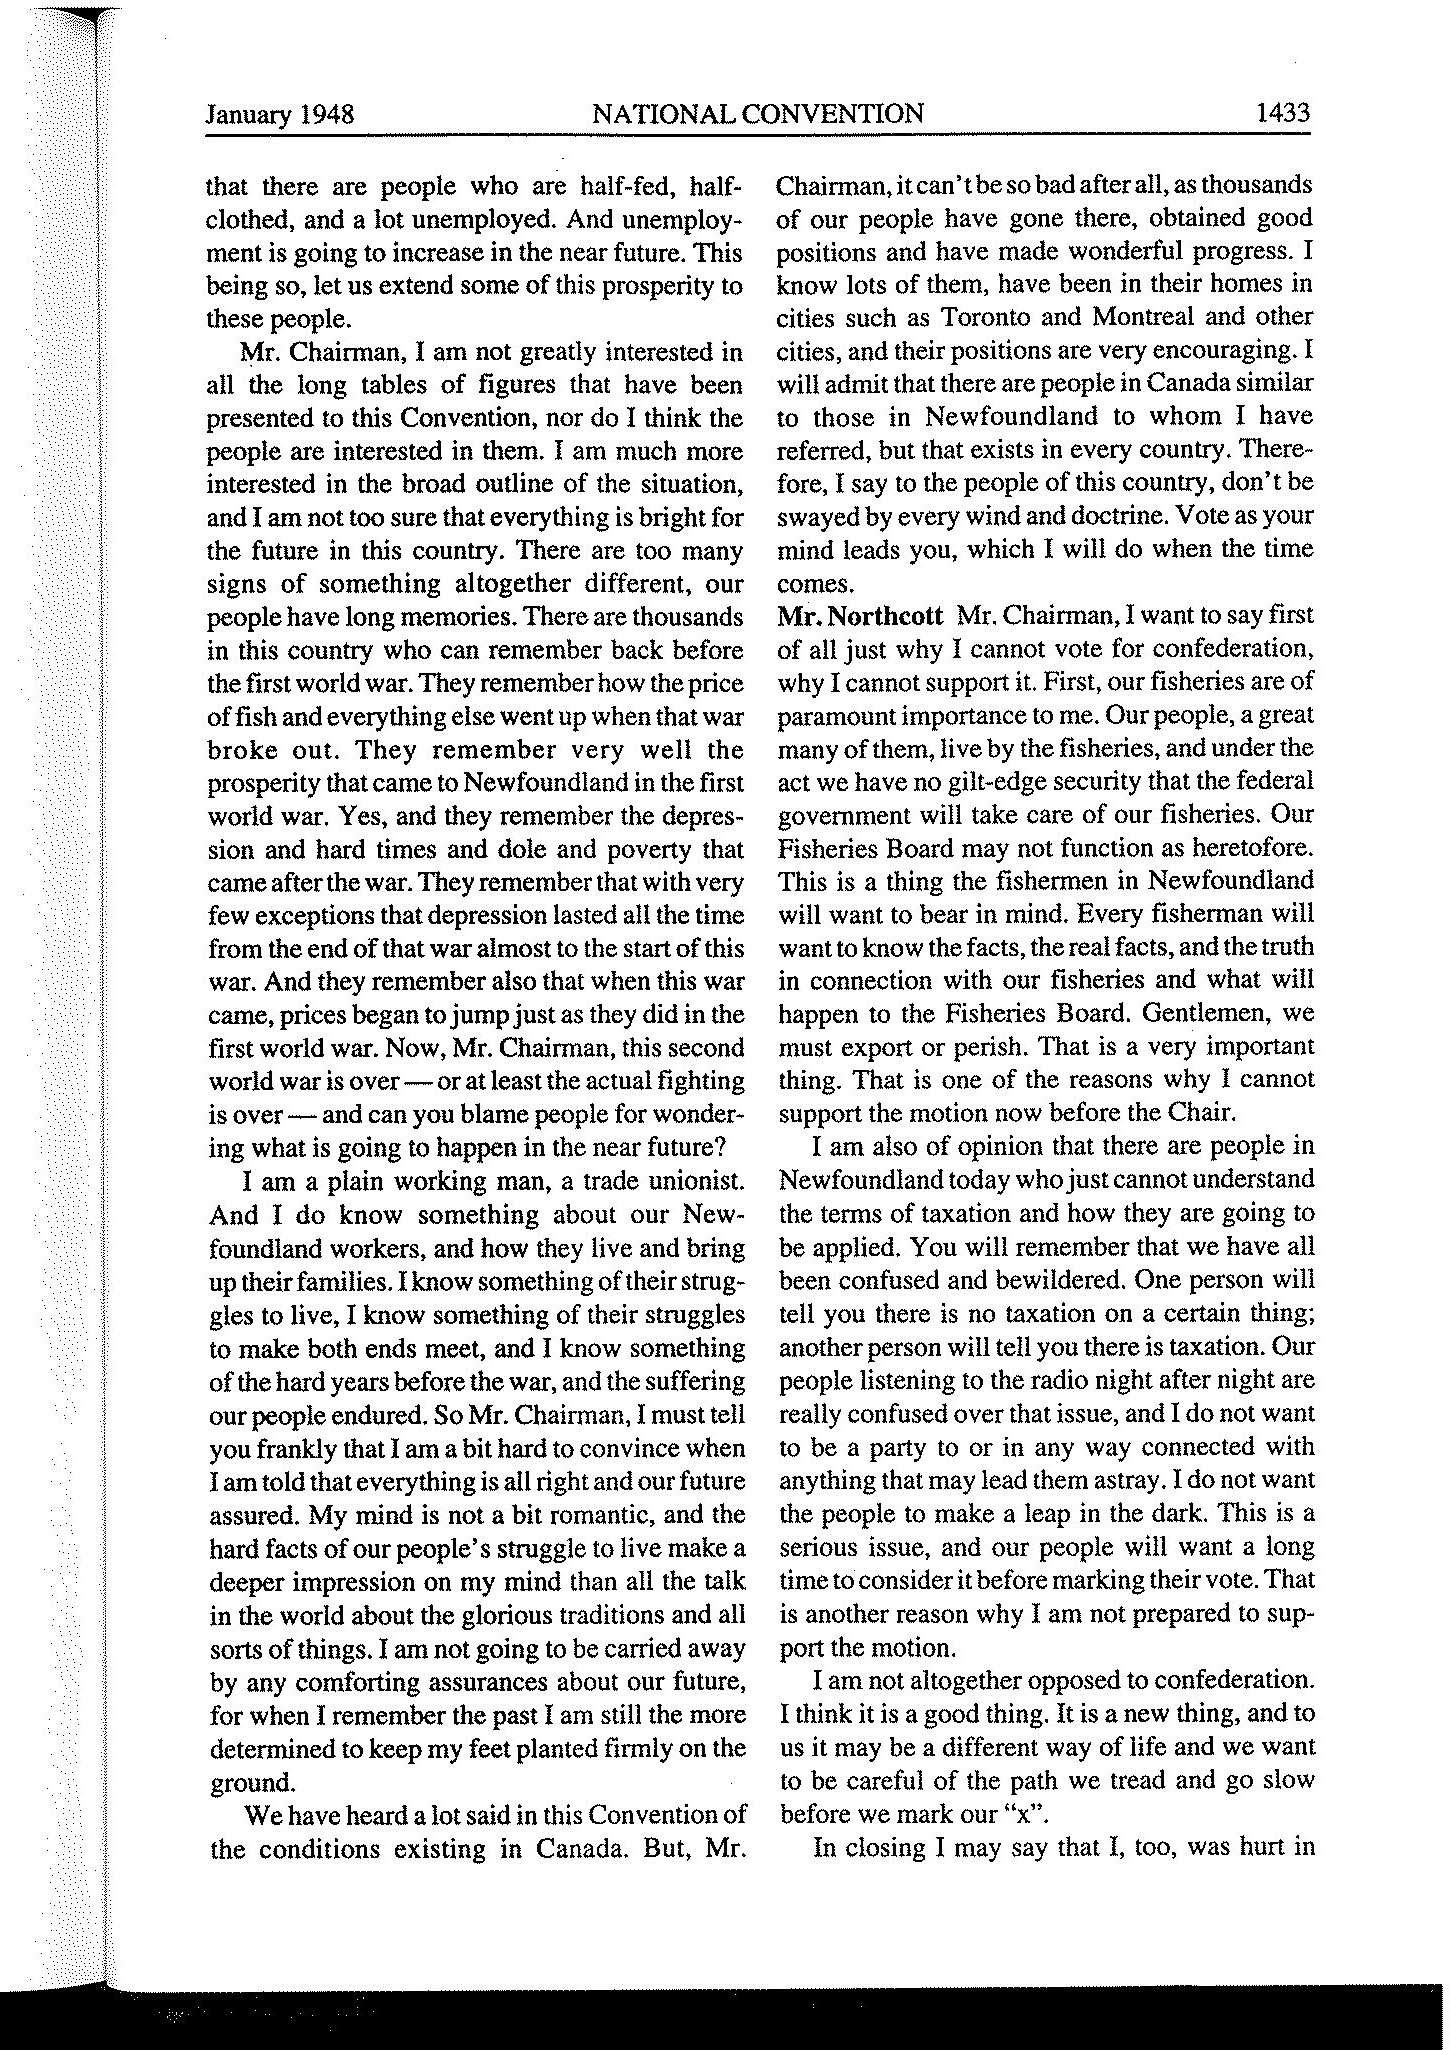 January 1948 NATIONAL CONVENTION 1433
that there are people who are half-fed, half-
clothed, and a lot unemployed. And unemploy-
ment is going to increase in the near future. This
being so, let us extend some of this prosperity to
these people.
Mr. Chairman, I am not greatly interested in
all the long tables of figures that have been
presented to this Convention, nor do I think the
people are interested in them. I am much more
interested in the broad outline of the situation,
and I am not too sure that everything is bright for
the future in this country. There are too many
signs of something altogether different, our
people have long memories. There are thousands
in this country who can remember back before
the first world war. They remember how the price
of fish and everything else went up when that war
broke out. They remember very well the
prosperity that came to Newfoundland in the first
world war. Yes, and they remember the depres-
sion and hard times and dole and poverty that
came after the war. They remember that with very
few exceptions that depression lasted all the time
from the end of that war almost to the start of this
war. And they remember also that when this war
came, prices began to jump just as they did in the
first world war. Now, Mr. Chairman, this second
world war is over — or at least the actual fighting
is over — and can you blame people for wonder-
ing what is going to happen in the near future?
I am a plain working man, a trade unionist.
And I do know something about our New-
foundland workers, and how they live and bring
up their families. I know something of their strug-
gles to live, I know something of their struggles
to make both ends meet, and I know something
of the hard years before the war, and the suffering
our people endured. So Mr. Chairman, I must tell
you frankly that I am a bit hard to convince when
I am told that everything is all right and our future
assured. My mind is not a bit romantic, and the
hard facts of our people's struggle to live make a
deeper impression on my mind than all the talk
in the world about the glorious traditions and all
sorts of things. I am not going to be carried away
by any comforting assurances about our future,
for when I remember the past I am still the more
determined to keep my feet planted firmly on the
ground.
We have heard a lot said in this Convention of
the conditions existing in Canada. But, Mr.
Chairman, it can't be so bad after all, as thousands
of our people have gone there, obtained good
positions and have made wonderful progress. I
know lots of them, have been in their homes in
cities such as Toronto and Montreal and other
cities, and their positions are very encouraging. I
will admit that there are people in Canada similar
to those in Newfoundland to whom I have
referred, but that exists in every country. There-
fore, I say to the people of this country, don't be
swayed by every wind and doctrine. Vote as your
mind leads you, which I will do when the time
comes.
Mr. Northcott Mr. Chairman, I want to say first
of all just why I cannot vote for confederation,
why I cannot support it. First, our fisheries are of
paramount importance to me. Our people, a great
many of them, live by the fisheries, and under the
act we have no gilt-edge security that the federal
government will take care of our fisheries. Our
Fisheries Board may not function as heretofore.
This is a thing the fishermen in Newfoundland
will want to bear in mind. Every fisherman will
want to know the facts, the real facts, and the truth
in connection with our fisheries and what will
happen to the Fisheries Board. Gentlemen, we
must export or perish. That is a very important
thing. That is one of the reasons why I cannot
support the motion now before the Chair.
I am also of opinion that there are people in
Newfoundland today who just cannot understand
the terms of taxation and how they are going to
be applied. You will remember that we have all
been confused and bewildered. One person will
tell you there is no taxation on a certain thing;
another person will tell you there is taxation. Our
people listening to the radio night after night are
really confused over that issue, and I do not want
to be a party to or in any way connected with
anything that may lead them astray. I do not want
the people to make a leap in the dark. This is a
serious issue, and our people will want a long
time to consider it before marking their vote. That
is another reason why I am not prepared to sup-
port the motion.
I am not altogether opposed to confederation.
I think it is a good thing. It is a new thing, and to
us it may be a different way of life and we want
to be careful of the path we tread and go slow
before we mark our “x”.
In closing I may say that I, too, was hurt in